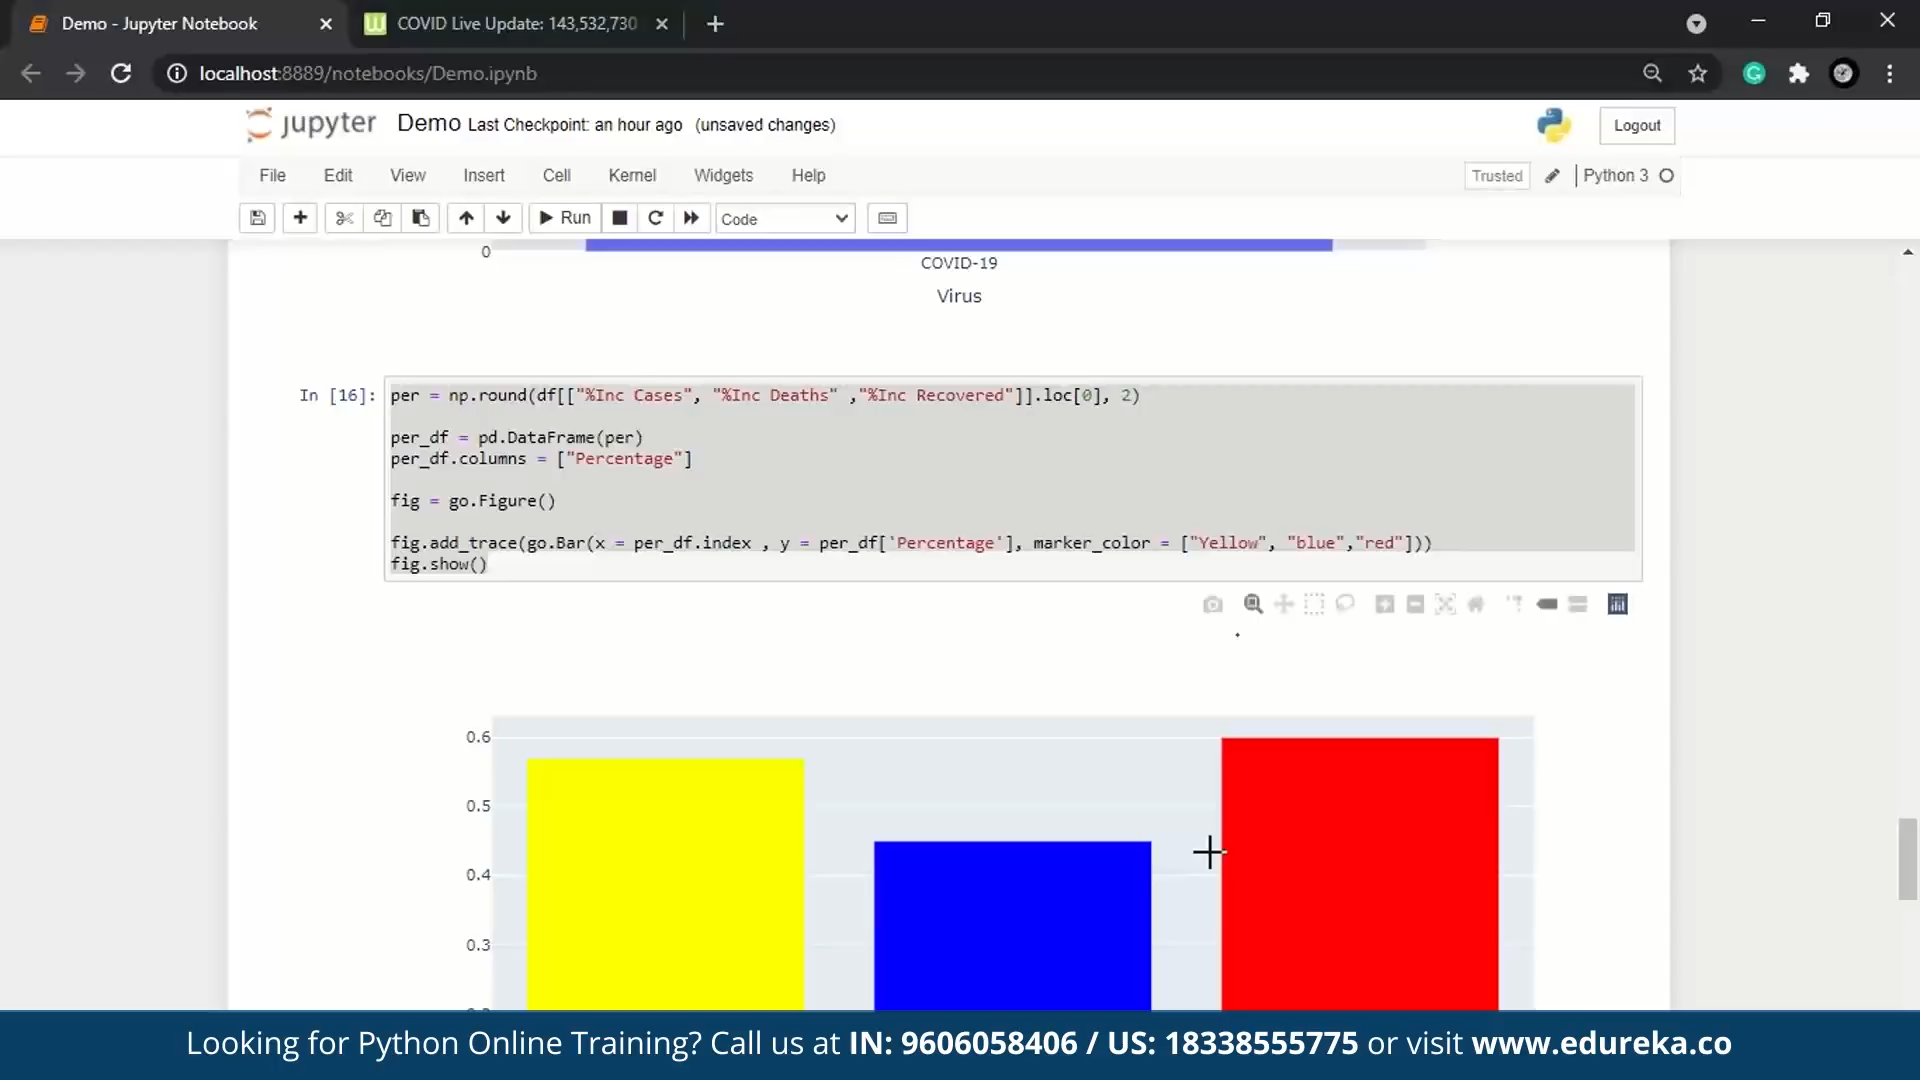 Demo - Jupyter Notebook
COVID Live Update: 143,532,730
localhost:8889/notebooks/Demo.ipynb
jupyter Demo Last Checkpoint: an hour ago (unsaved changes)
Logout
File Edit View Insert Cell Kernel Widgets Help
Trusted
Python 3
Run
Code
0
COVID-19
Virus
In [16]:
per = np.round(df[["%Inc Cases", "%Inc Deaths" ,"%Inc Recovered"]].loc[0], 2)
per_df = pd.DataFrame(per)
per_df.columns = ["Percentage"]
fig = go.Figure()
fig.add_trace(go.Bar(x = per_df.index , y = per_df['Percentage'], marker_color = ["Yellow", "blue","red"]))
fig.show()
0.6
0.5
0.4
0.3
Looking for Python Online Training? Call us at IN: 9606058406 / US: 18338555775 or visit www.edureka.co